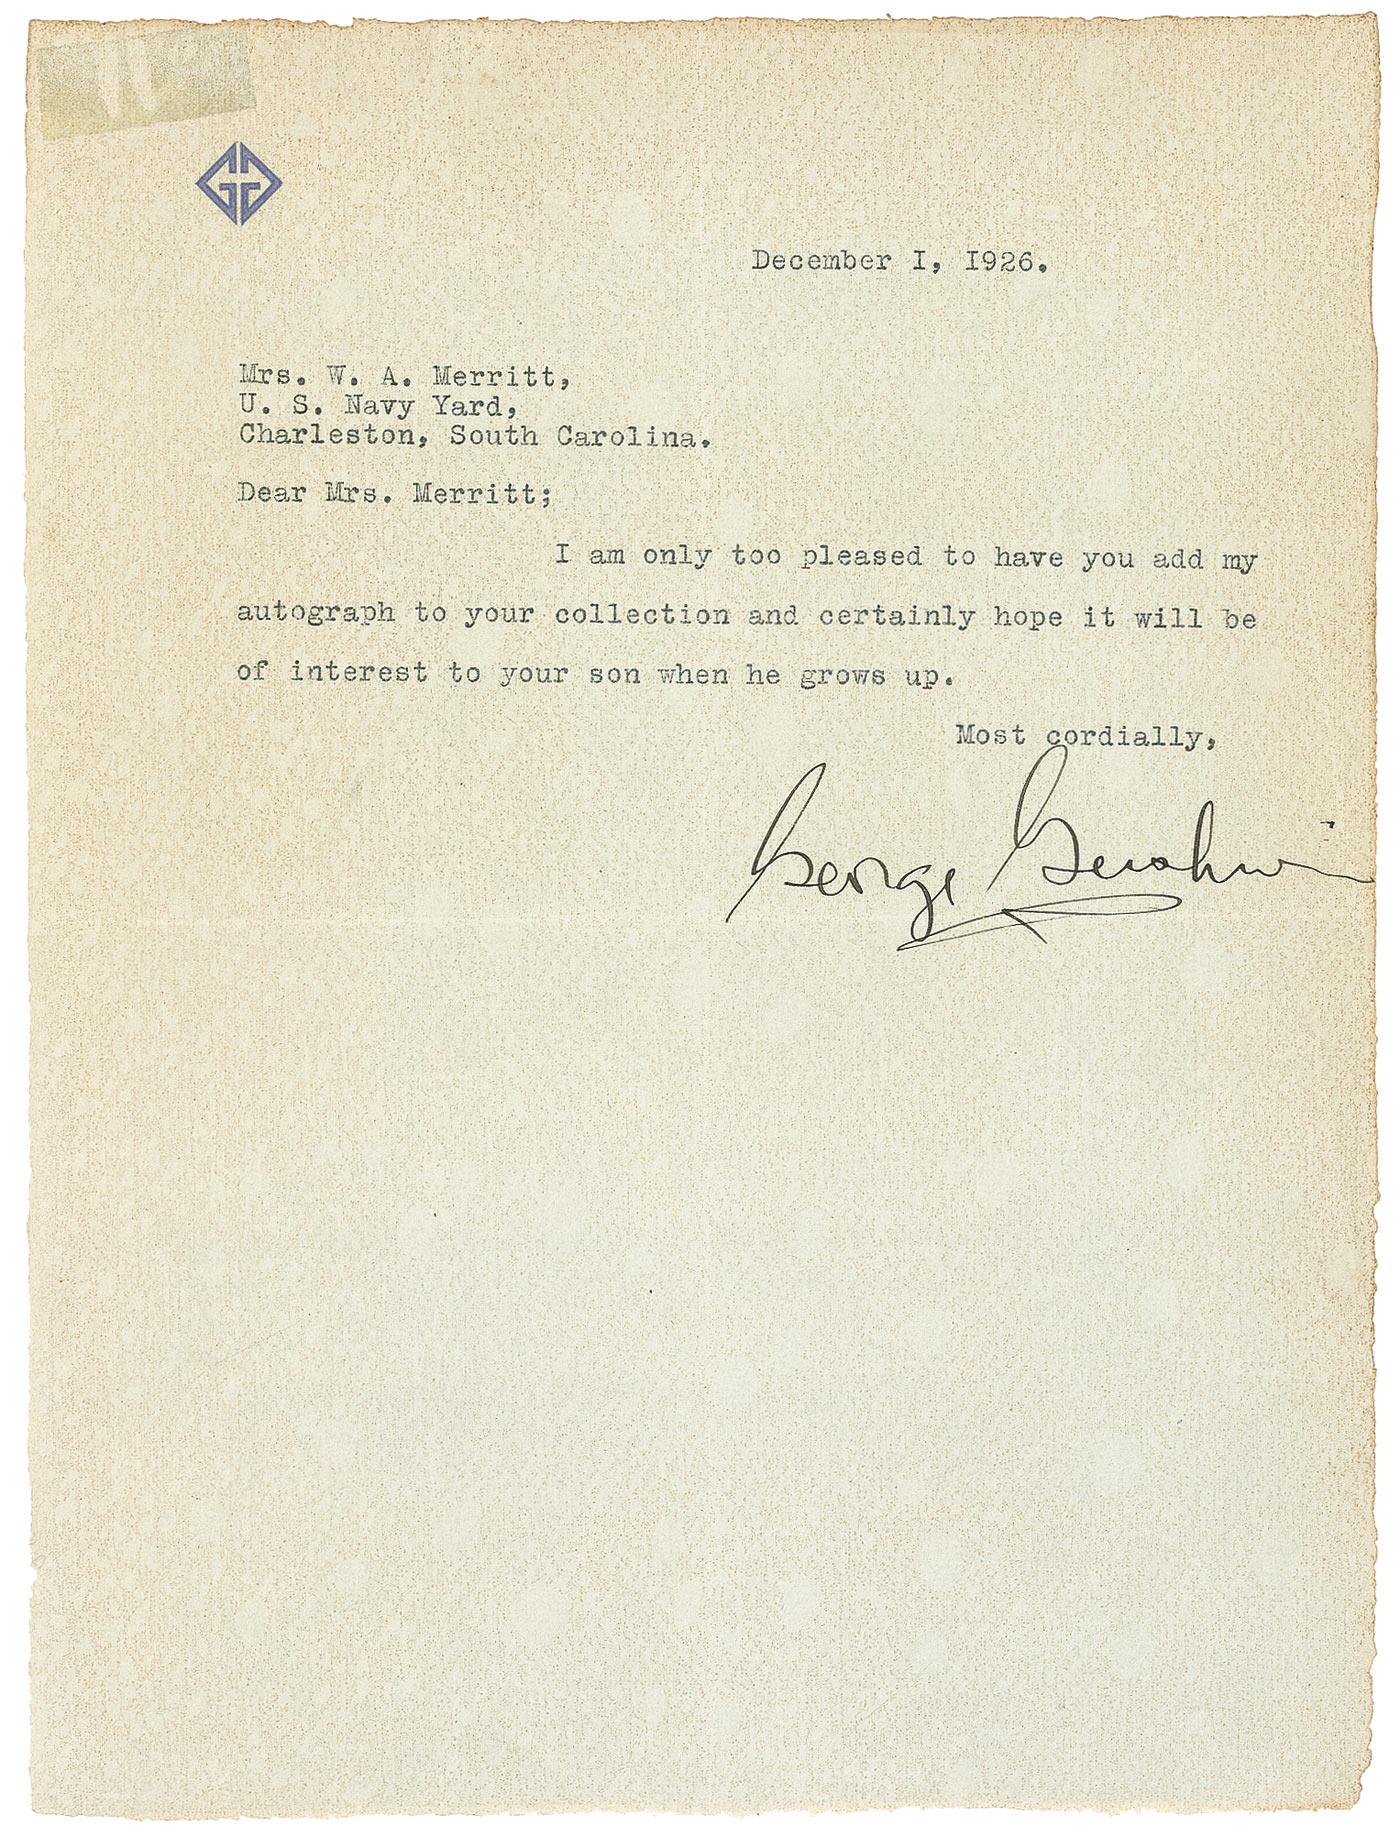 December I, I926.
Mrs. W. A. Merritt,
U. S. Navy Yard,
Charleston, South Carolina.
Dear Mrs. Merritt;
I am only too pleased to have you add my
autograph to your collection and certainly hope it will be
of interest to your son when he grows up.
Most cordially,
George Gershwin